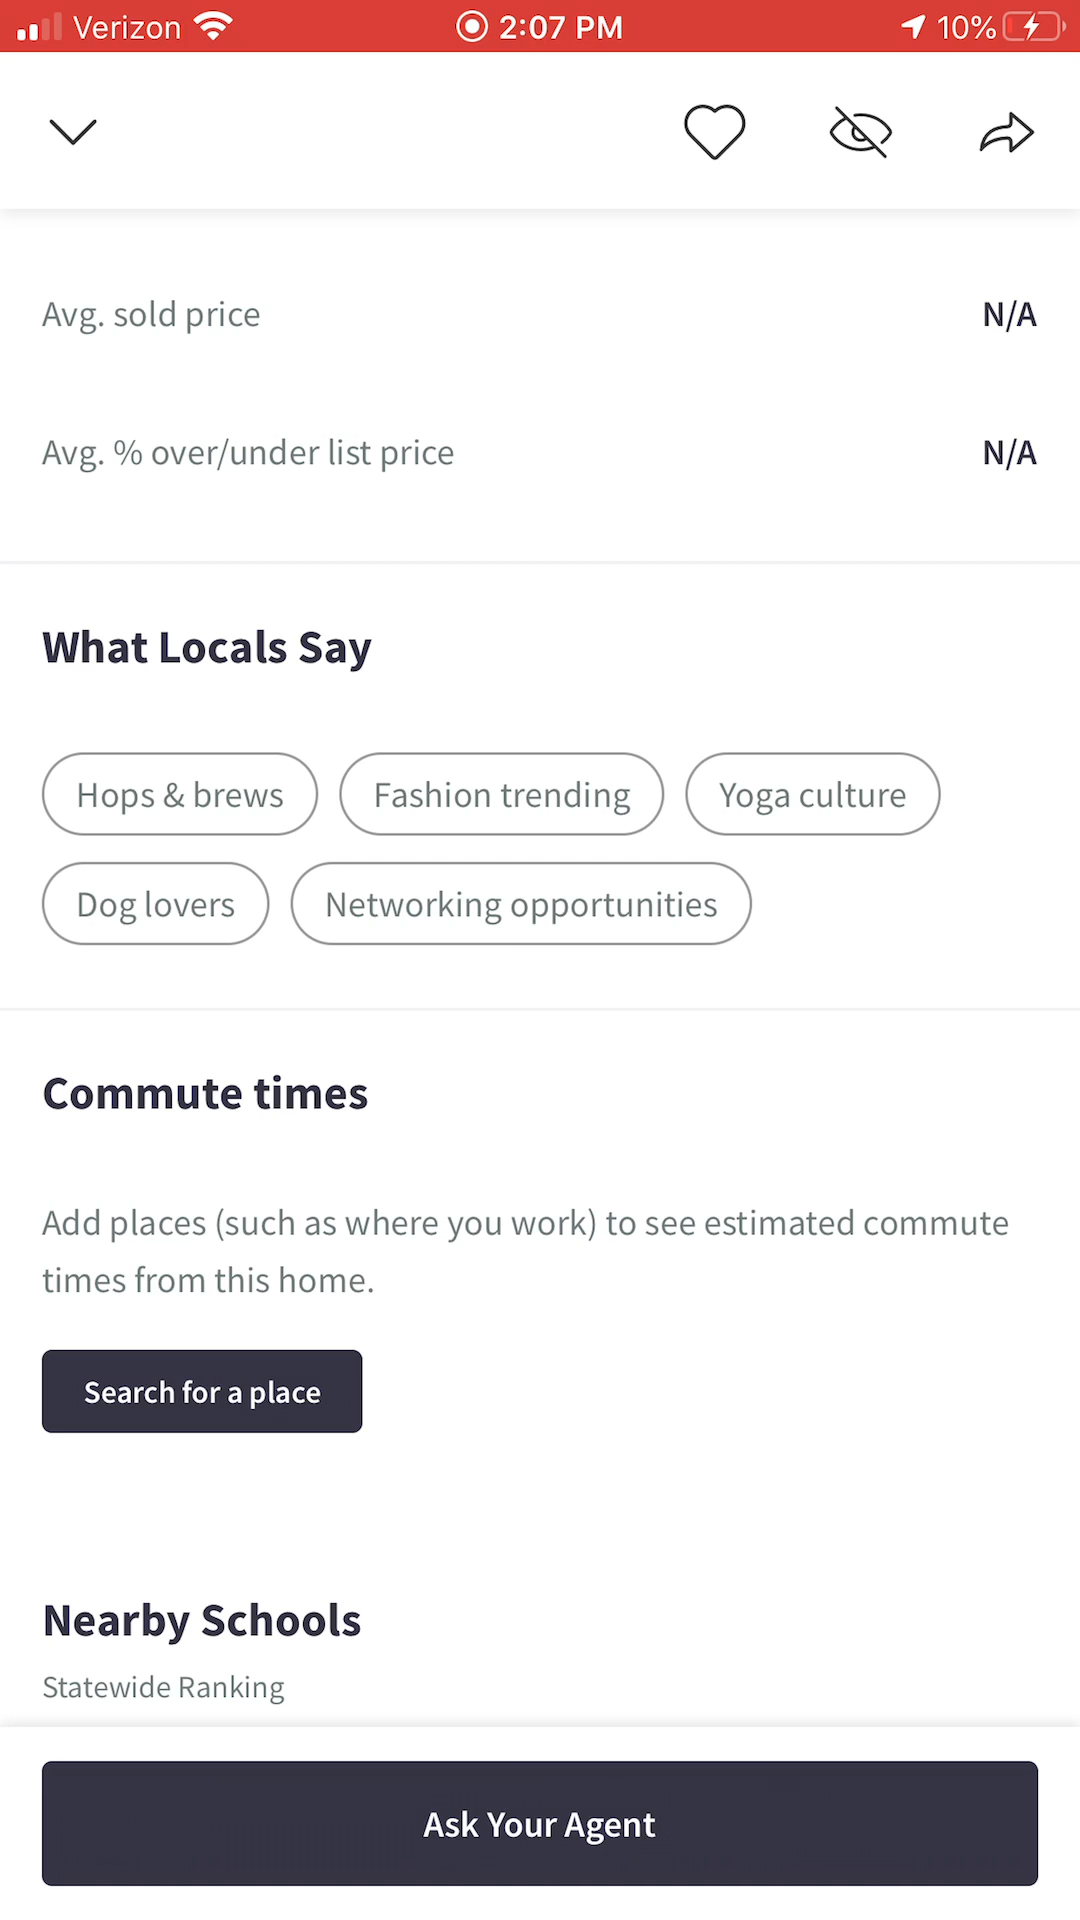 Verizon 2:07 PM 10%
Avg. sold price N/A
Avg. % over/under list price N/A
What Locals Say
Hops & brews Fashion trending Yoga culture
Dog lovers Networking opportunities
Commute times
Add places (such as where you work) to see estimated commute
times from this home.
Search for a place
Nearby Schools
Statewide Ranking
Ask Your Agent